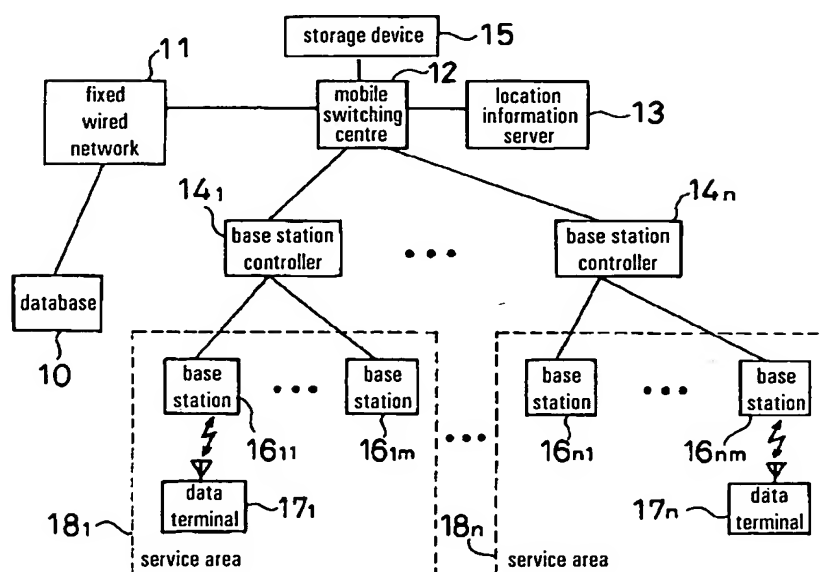 storage device
15
11
12
fixed
wired
network
mobile
switching
centre
location
information
server
13
14₁
14ₙ
base station
controller
base station
controller
database
10
base
station
base
station
base
station
base
station
16₁₁
16₁ₘ
16ₙ₁
16ₙₘ
data
terminal
17₁
data
terminal
17ₙ
18₁
service area
18ₙ
service area